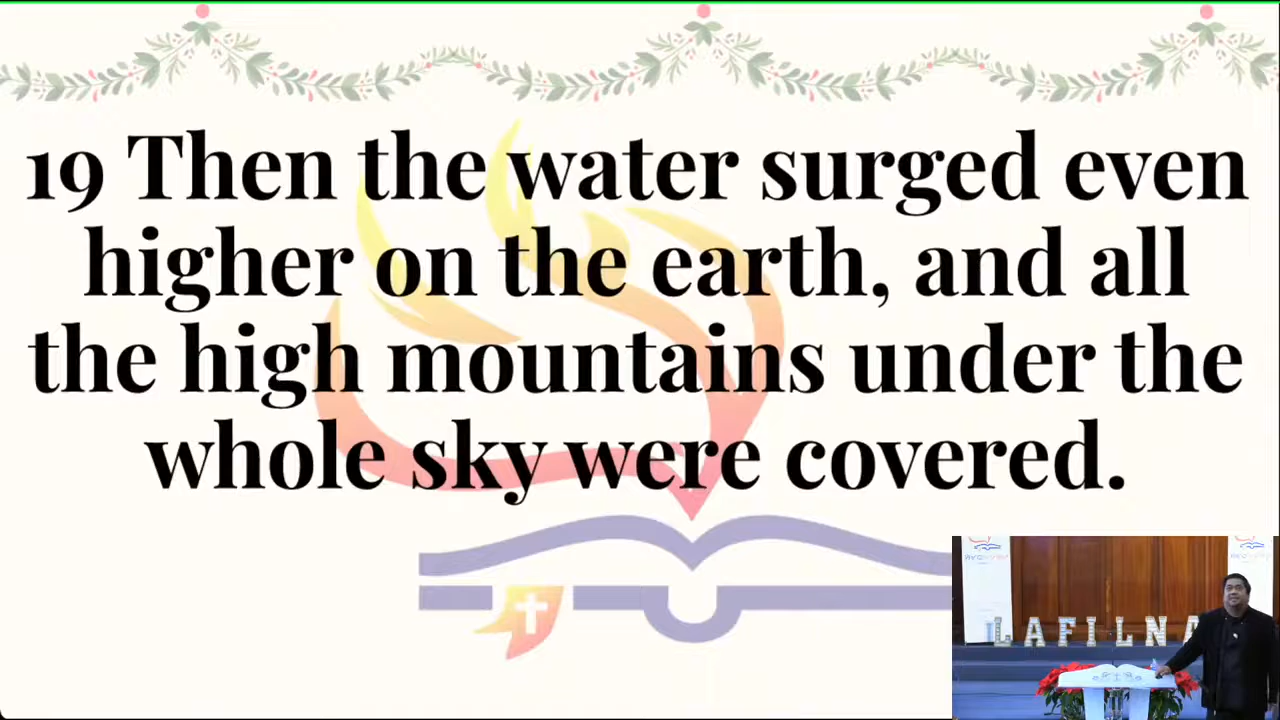 19 Then the water surged even
higher on the earth, and all
the high mountains under the
whole sky were covered.
LAFILNA